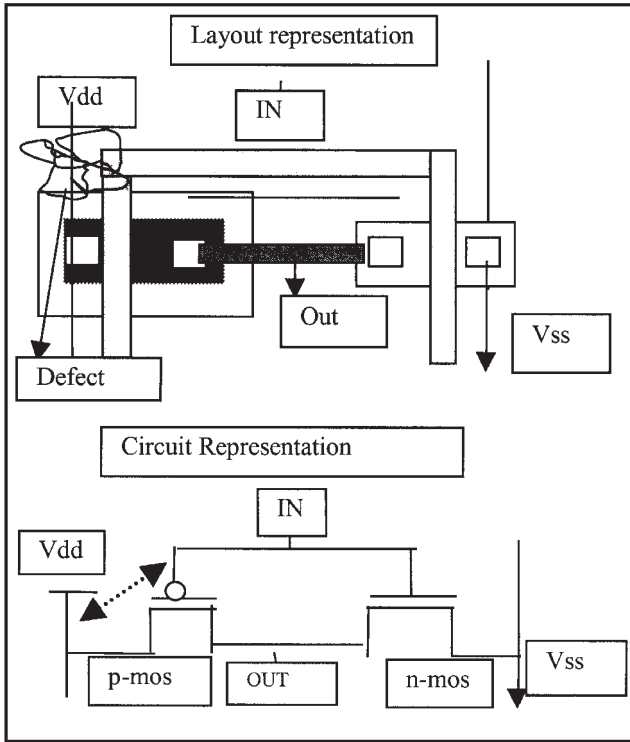 Layout representation
Vdd
IN
Out
Vss
Defect
Circuit Representation
IN
Vdd
p-mos
OUT
n-mos
Vss